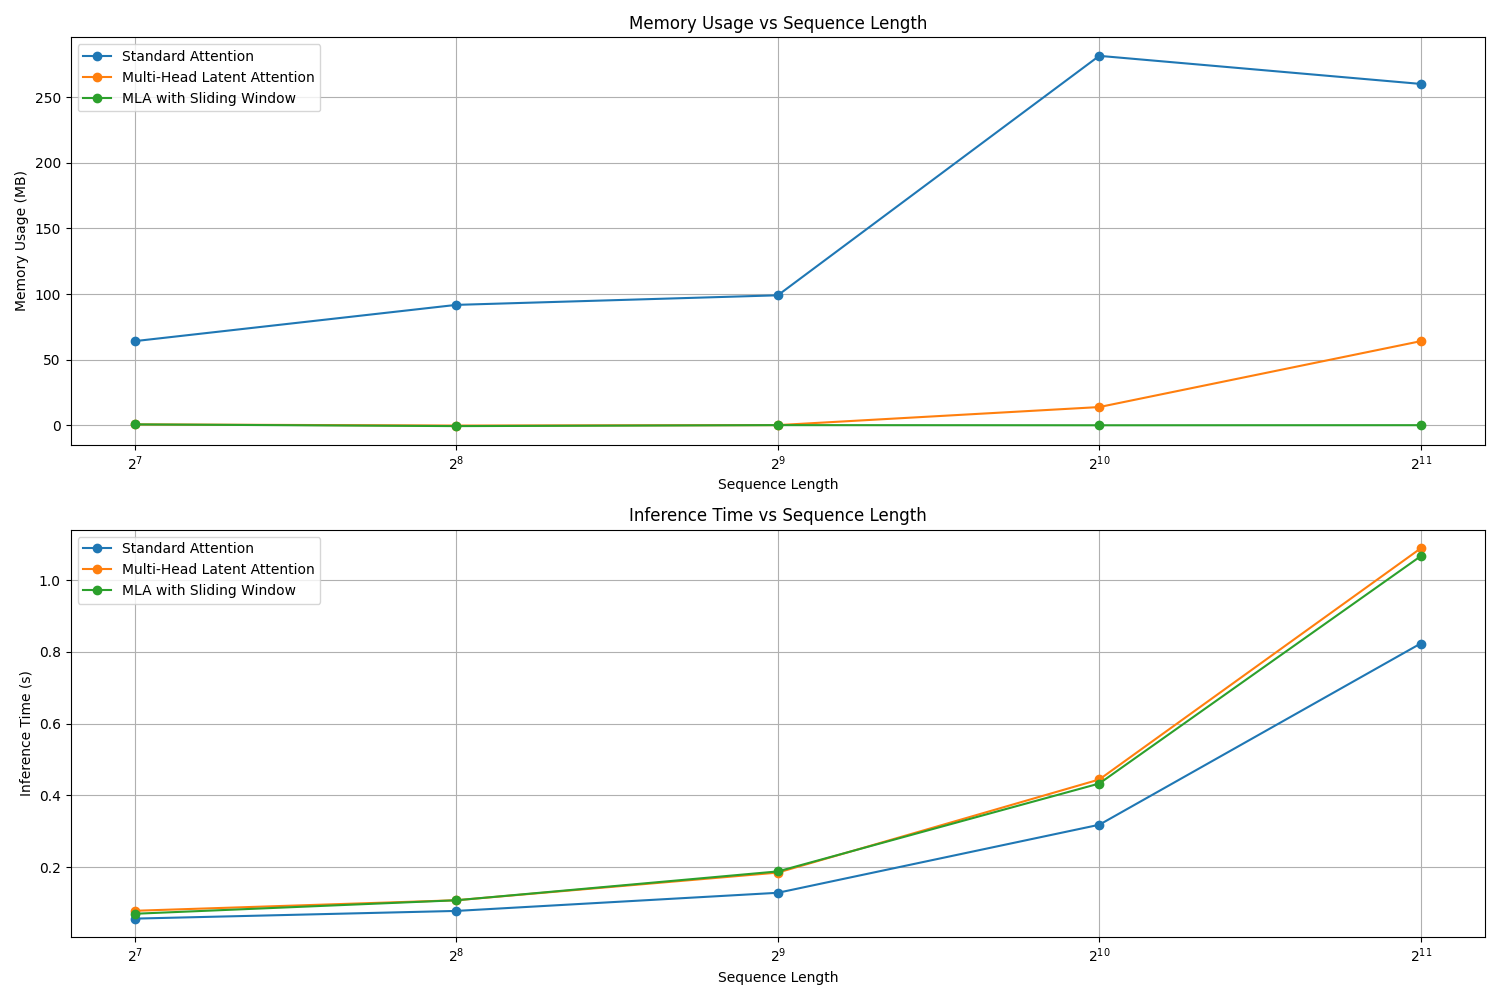 Memory Usage vs Sequence Length
Standard Attention
Multi-Head Latent Attention
MLA with Sliding Window
Memory Usage (MB)
250
200
150
100
50
0
2^7 2^8 2^9 2^10 2^11
Sequence Length
Inference Time vs Sequence Length
Standard Attention
Multi-Head Latent Attention
MLA with Sliding Window
Inference Time (s)
1.0
0.8
0.6
0.4
0.2
2^7 2^8 2^9 2^10 2^11
Sequence Length